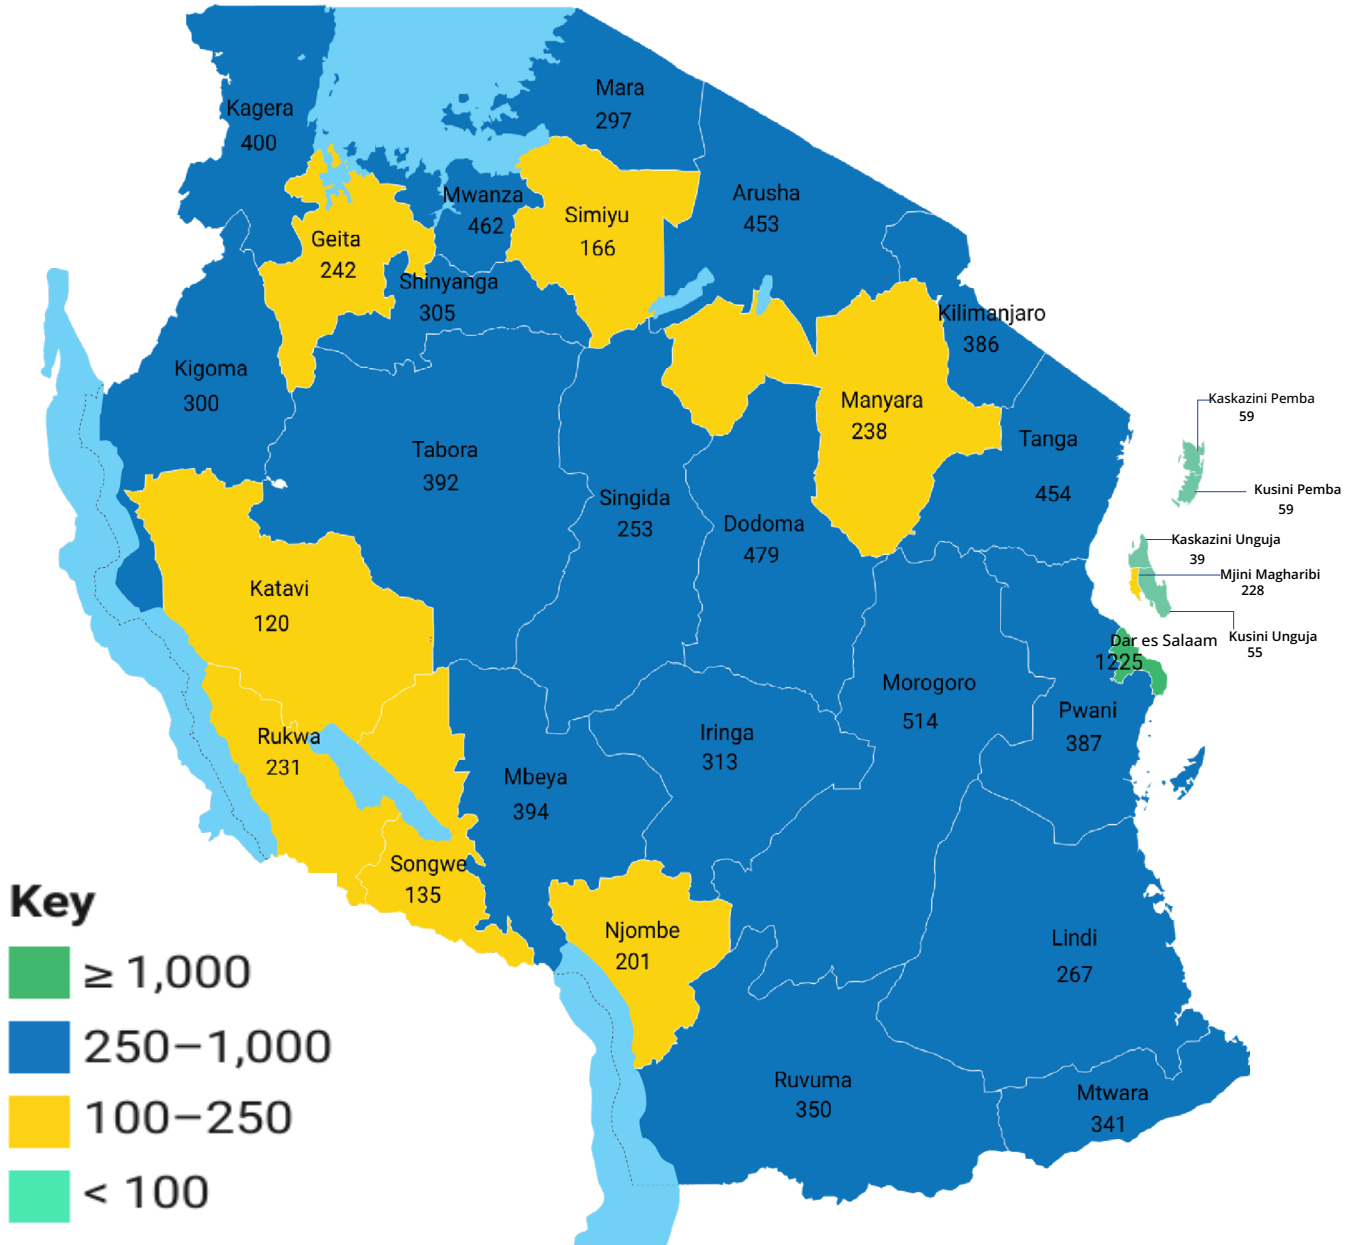 Mara
297
Kagera
400
Mwanza
462
Arusha
453
Simiyu
166
Geita
242
Shinyanga
305
Kilimanjaro
386
Kigoma
300
Manyara
238
Kaskazini Pemba
59
Tabora
392
Tanga
454
Singida
253
Dodoma
479
Kusini Pemba
59
Kaskazini Unguja
39
Mjini Magharibi
228
Katavi
120
Dar es Salaam
1225
Kusini Unguja
55
Morogoro
514
Pwani
387
Rukwa
231
Iringa
313
Mbeya
394
Songwe
135
Njombe
201
Lindi
267
Ruvuma
350
Mtwara
341
Key
≥ 1,000
250–1,000
100–250
< 100